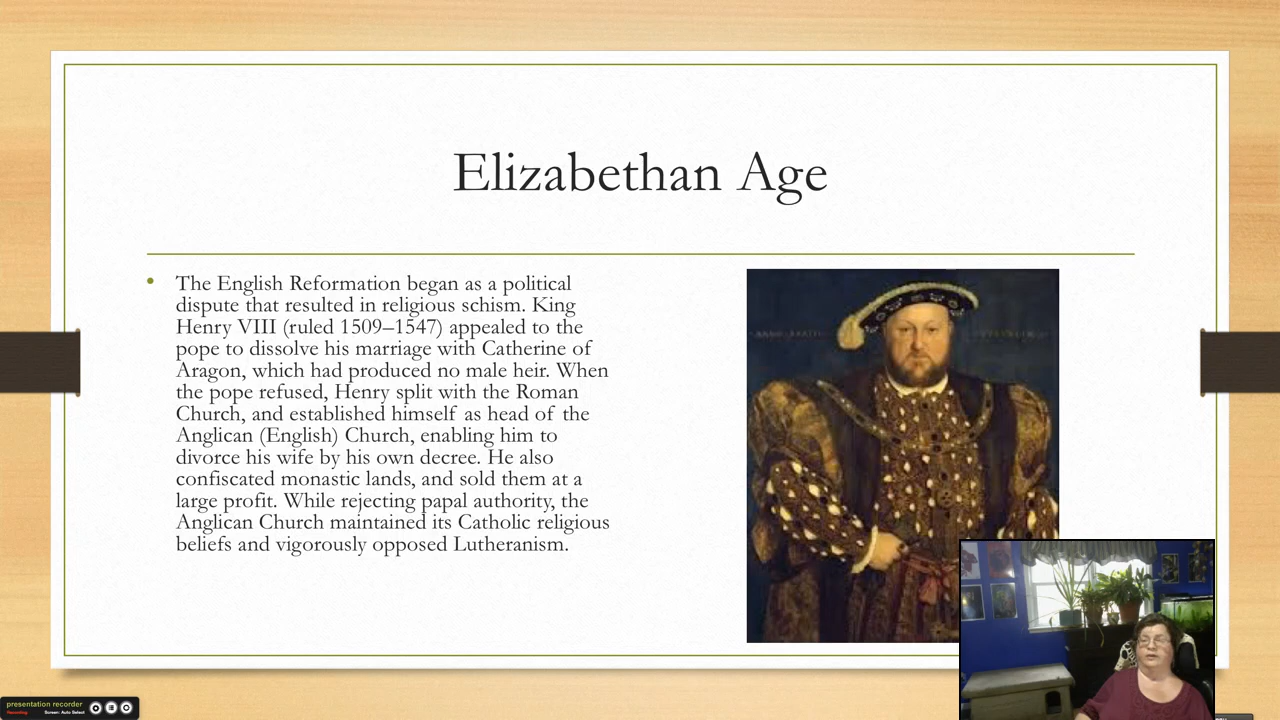 Elizabethan Age
The English Reformation began as a political
dispute that resulted in religious schism. King
Henry VIII (ruled 1509–1547) appealed to the
pope to dissolve his marriage with Catherine of
Aragon, which had produced no male heir. When
the pope refused, Henry split with the Roman
Church, and established himself as head of the
Anglican (English) Church, enabling him to
divorce his wife by his own decree. He also
confiscated monastic lands, and sold them at a
large profit. While rejecting papal authority, the
Anglican Church maintained its Catholic religious
beliefs and vigorously opposed Lutheranism.
presentation recorder
Recording Screen: Auto Select